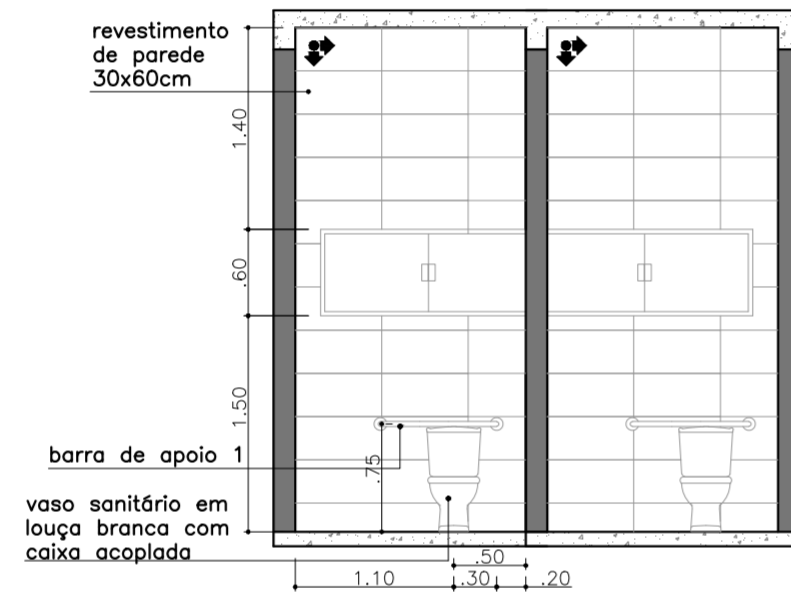 revestimento
de parede
30x60cm
1.40
.60
1.50
.75
barra de apoio 1
vaso sanitário em
louça branca com
caixa acoplada
.50
1.10
.30
.20